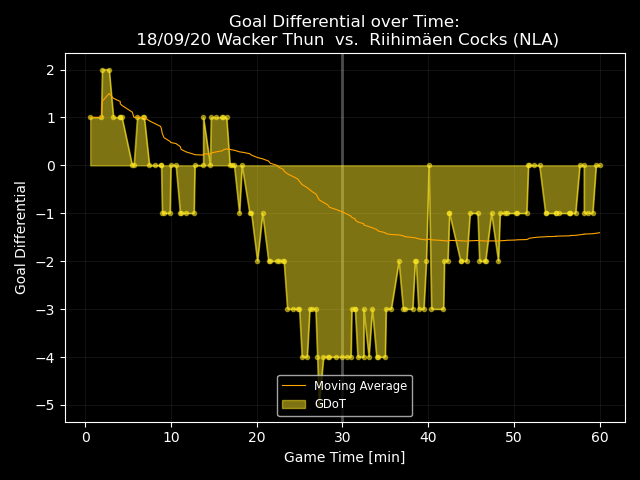 Goal Differential over Time:
18/09/20 Wacker Thun  vs.  Riihimäen Cocks (NLA)
Goal Differential
2
1
0
−1
−2
−3
−4
−5
Moving Average
GDoT
0 10 20 30 40 50 60
Game Time [min]